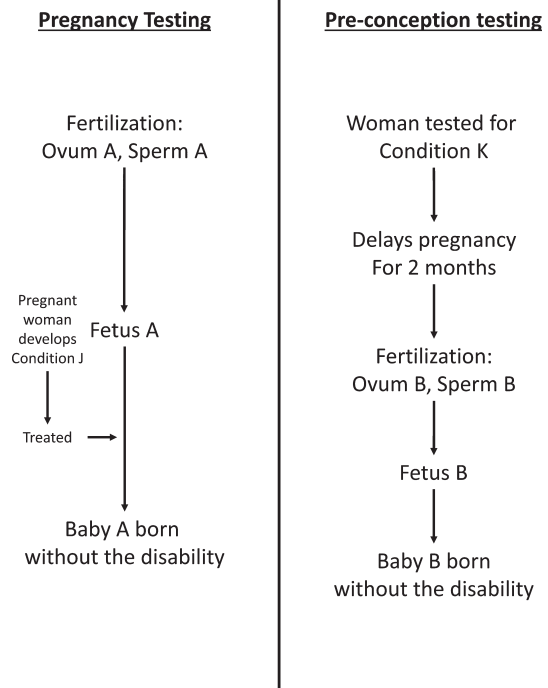 Pregnancy Testing
Fertilization:
Ovum A, Sperm A
Pregnant
woman
develops
Condition J
Fetus A
Treated
Baby A born
without the disability
Pre-conception testing
Woman tested for
Condition K
Delays pregnancy
For 2 months
Fertilization:
Ovum B, Sperm B
Fetus B
Baby B born
without the disability